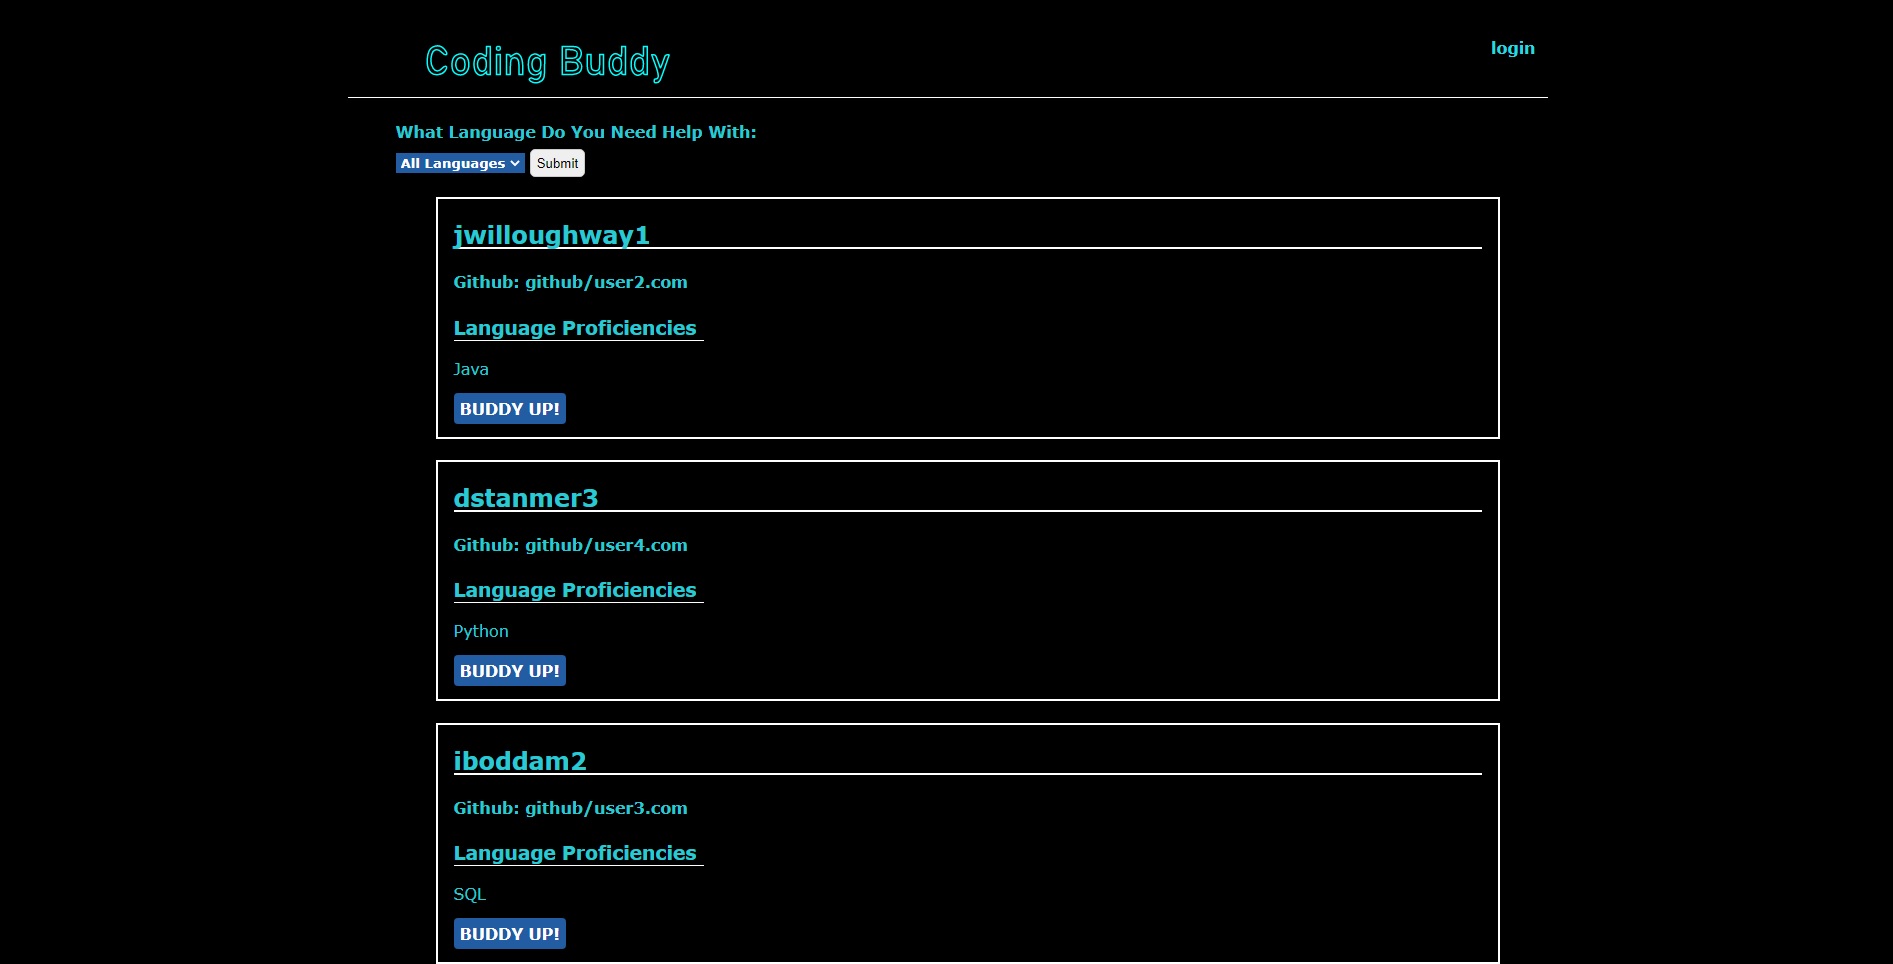 Coding Buddy
login
What Language Do You Need Help With:
All Languages Submit
jwilloughway1
Github: github/user2.com
Language Proficiencies
Java
BUDDY UP!
dstanmer3
Github: github/user4.com
Language Proficiencies
Python
BUDDY UP!
iboddam2
Github: github/user3.com
Language Proficiencies
SQL
BUDDY UP!